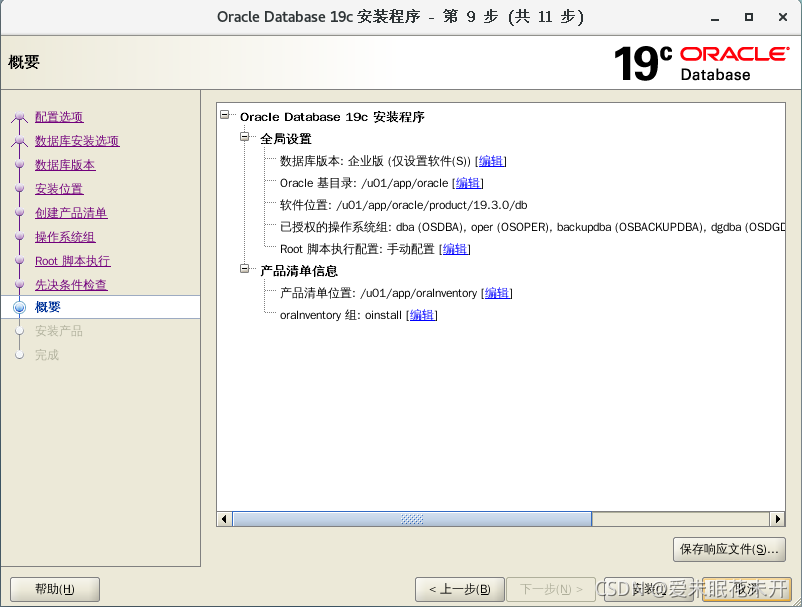 Oracle Database 19c 安装程序 - 第 9 步 (共 11 步)
概要
19c ORACLE
Database
配置选项
数据库安装选项
数据库版本
安装位置
创建产品清单
操作系统组
Root 脚本执行
先决条件检查
概要
安装产品
完成
Oracle Database 19c 安装程序
全局设置
数据库版本: 企业版 (仅设置软件(S)) [编辑]
Oracle 基目录: /u01/app/oracle [编辑]
软件位置: /u01/app/oracle/product/19.3.0/db
已授权的操作系统组: dba (OSDBA), oper (OSOPER), backupdba (OSBACKUPDBA), dgdba (OSDGD
Root 脚本执行配置: 手动配置 [编辑]
产品清单信息
产品清单位置: /u01/app/oraInventory [编辑]
oraInventory 组: oinstall [编辑]
保存响应文件(S)...
帮助(H) < 上一步(B) 下一步(N) > 安装(I) 取消
CSDN @爱未眠花未开